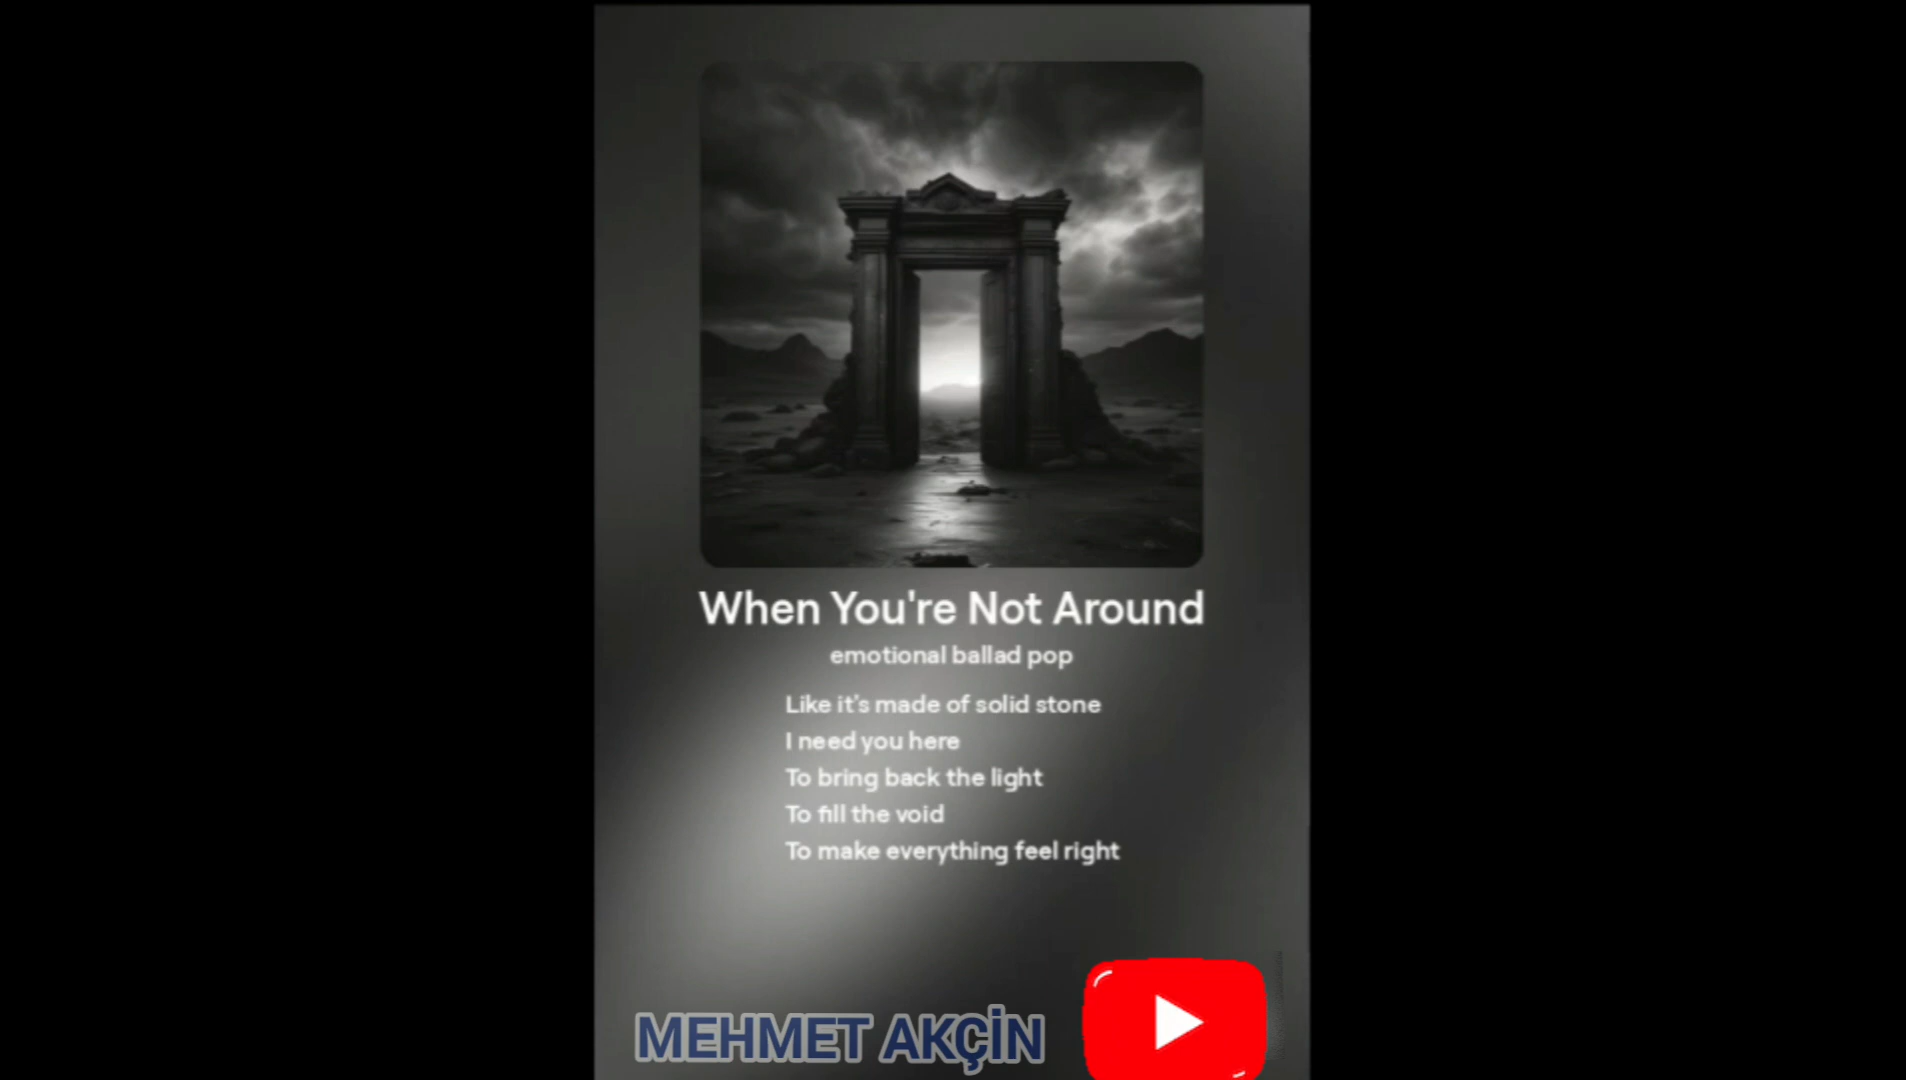 When You're Not Around
emotional ballad pop
Like it's made of solid stone
I need you here
To bring back the light
To fill the void
To make everything feel right
MEHMET AKÇİN